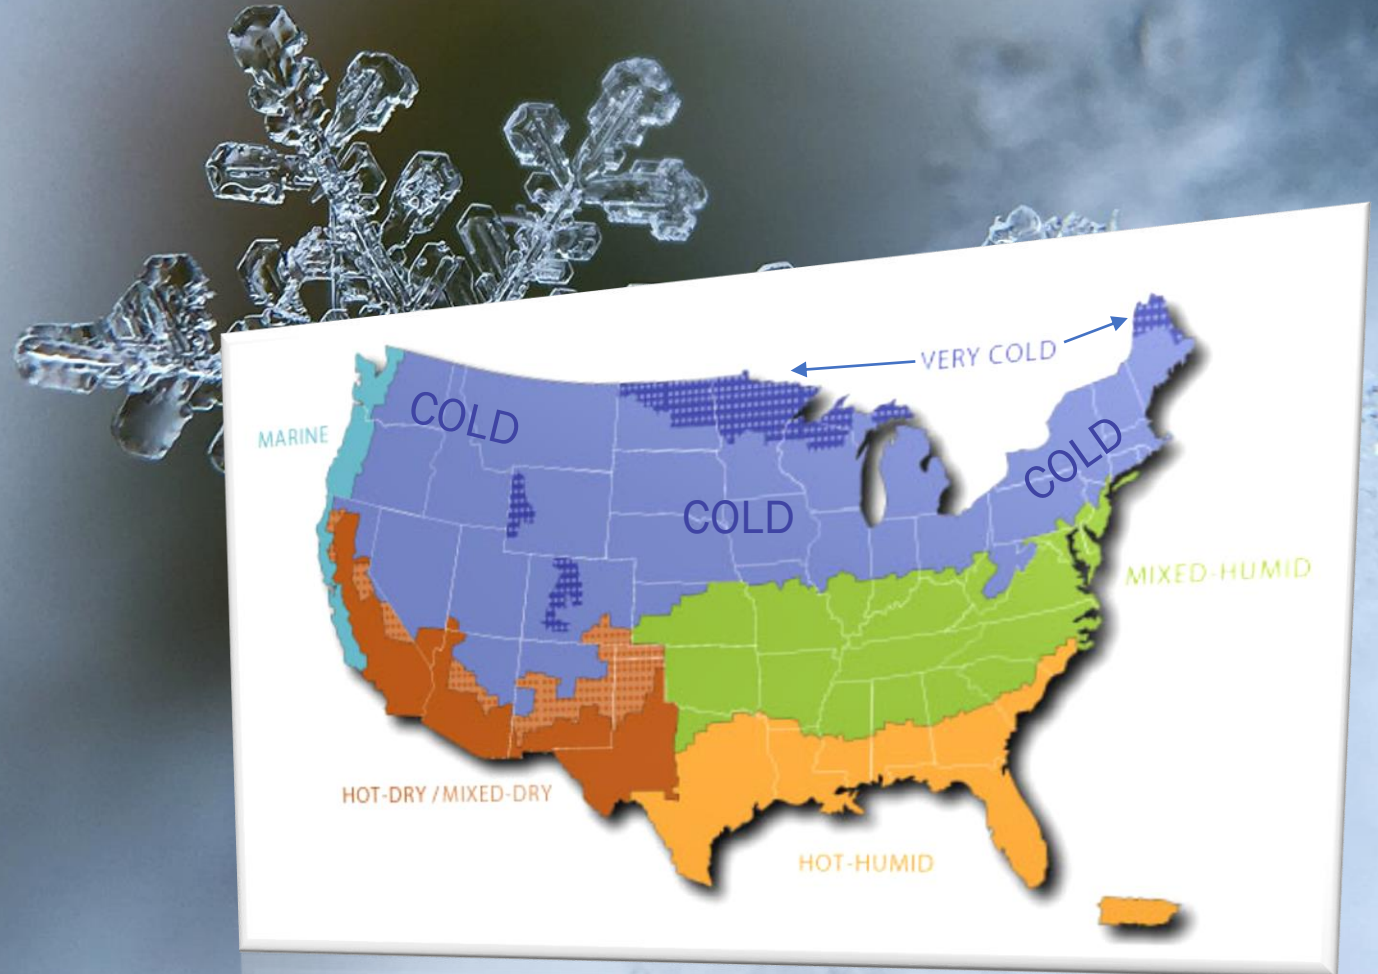 VERY COLD
COLD
MARINE
COLD
COLD
MIXED-HUMID
HOT-DRY / MIXED-DRY
HOT-HUMID